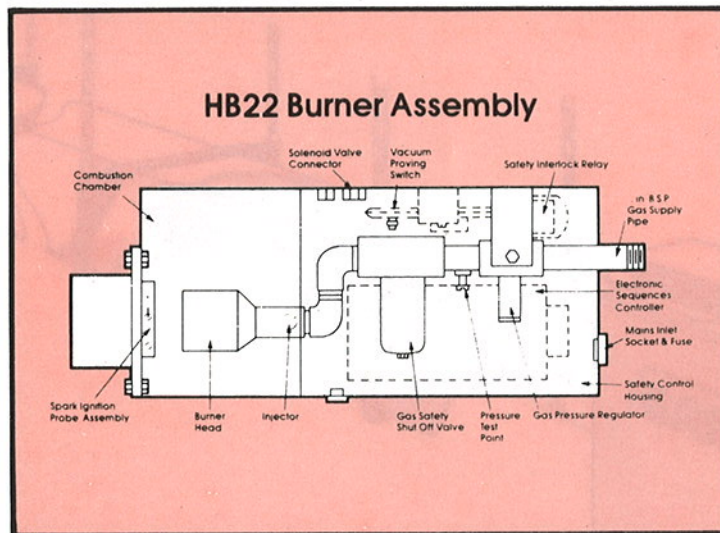 HB22 Burner Assembly
Solenoid Valve
Connector
Vacuum
Proving
Switch
Safety Interlock Relay
Combustion
Chamber
in B S P
Gas Supply
Pipe
Electronic
Sequences
Controller
Mains Inlet
Socket & Fuse
Safety Control
Housing
Spark Ignition
Probe Assembly
Burner
Head
Injector
Gas Safety
Shut Off Valve
Pressure
Test
Point
Gas Pressure Regulator